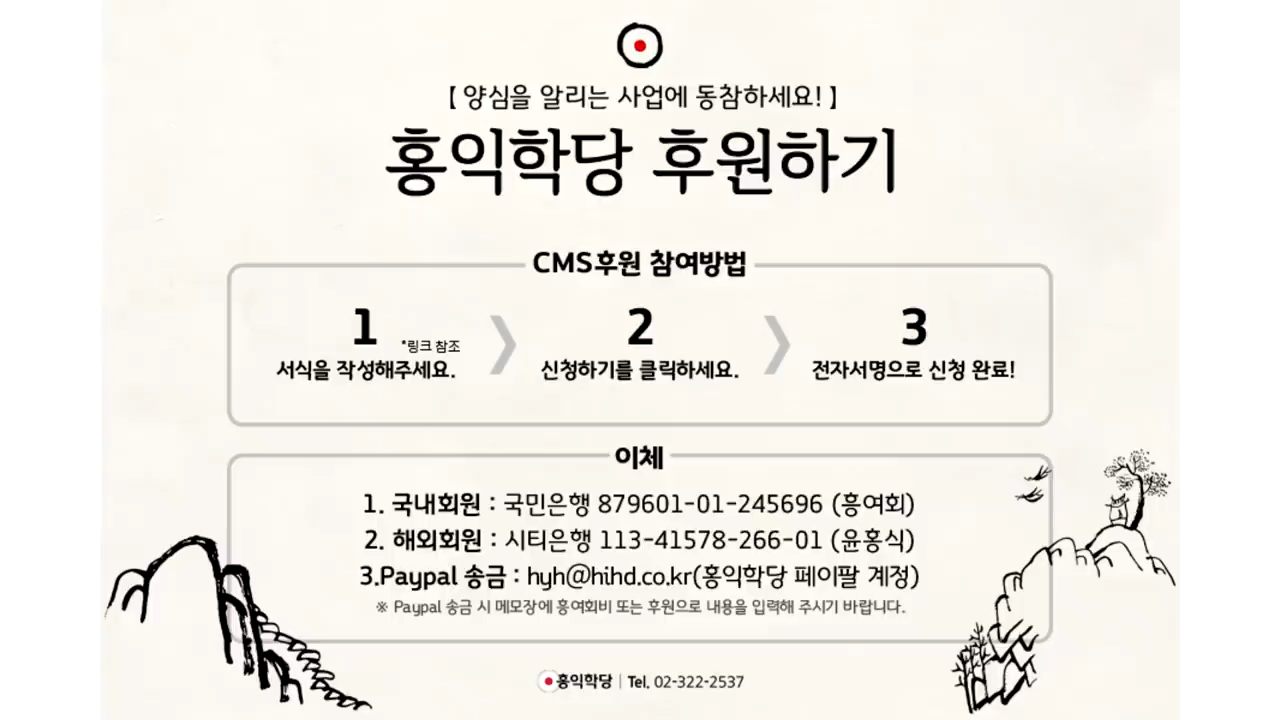 【 양심을 알리는 사업에 동참하세요! 】
홍익학당 후원하기
CMS후원 참여방법
1 2 3
*링크 참조
서식을 작성해주세요. 신청하기를 클릭하세요. 전자서명으로 신청 완료!
이체
1. 국내회원 : 국민은행 879601-01-245696 (흥여회)
2. 해외회원 : 시티은행 113-41578-266-01 (윤홍식)
3.Paypal 송금 : hyh@hihd.co.kr(홍익학당 페이팔 계정)
※ Paypal 송금 시 메모장에 흥여회비 또는 후원으로 내용을 입력해 주시기 바랍니다.
홍익학당 | Tel. 02-322-2537